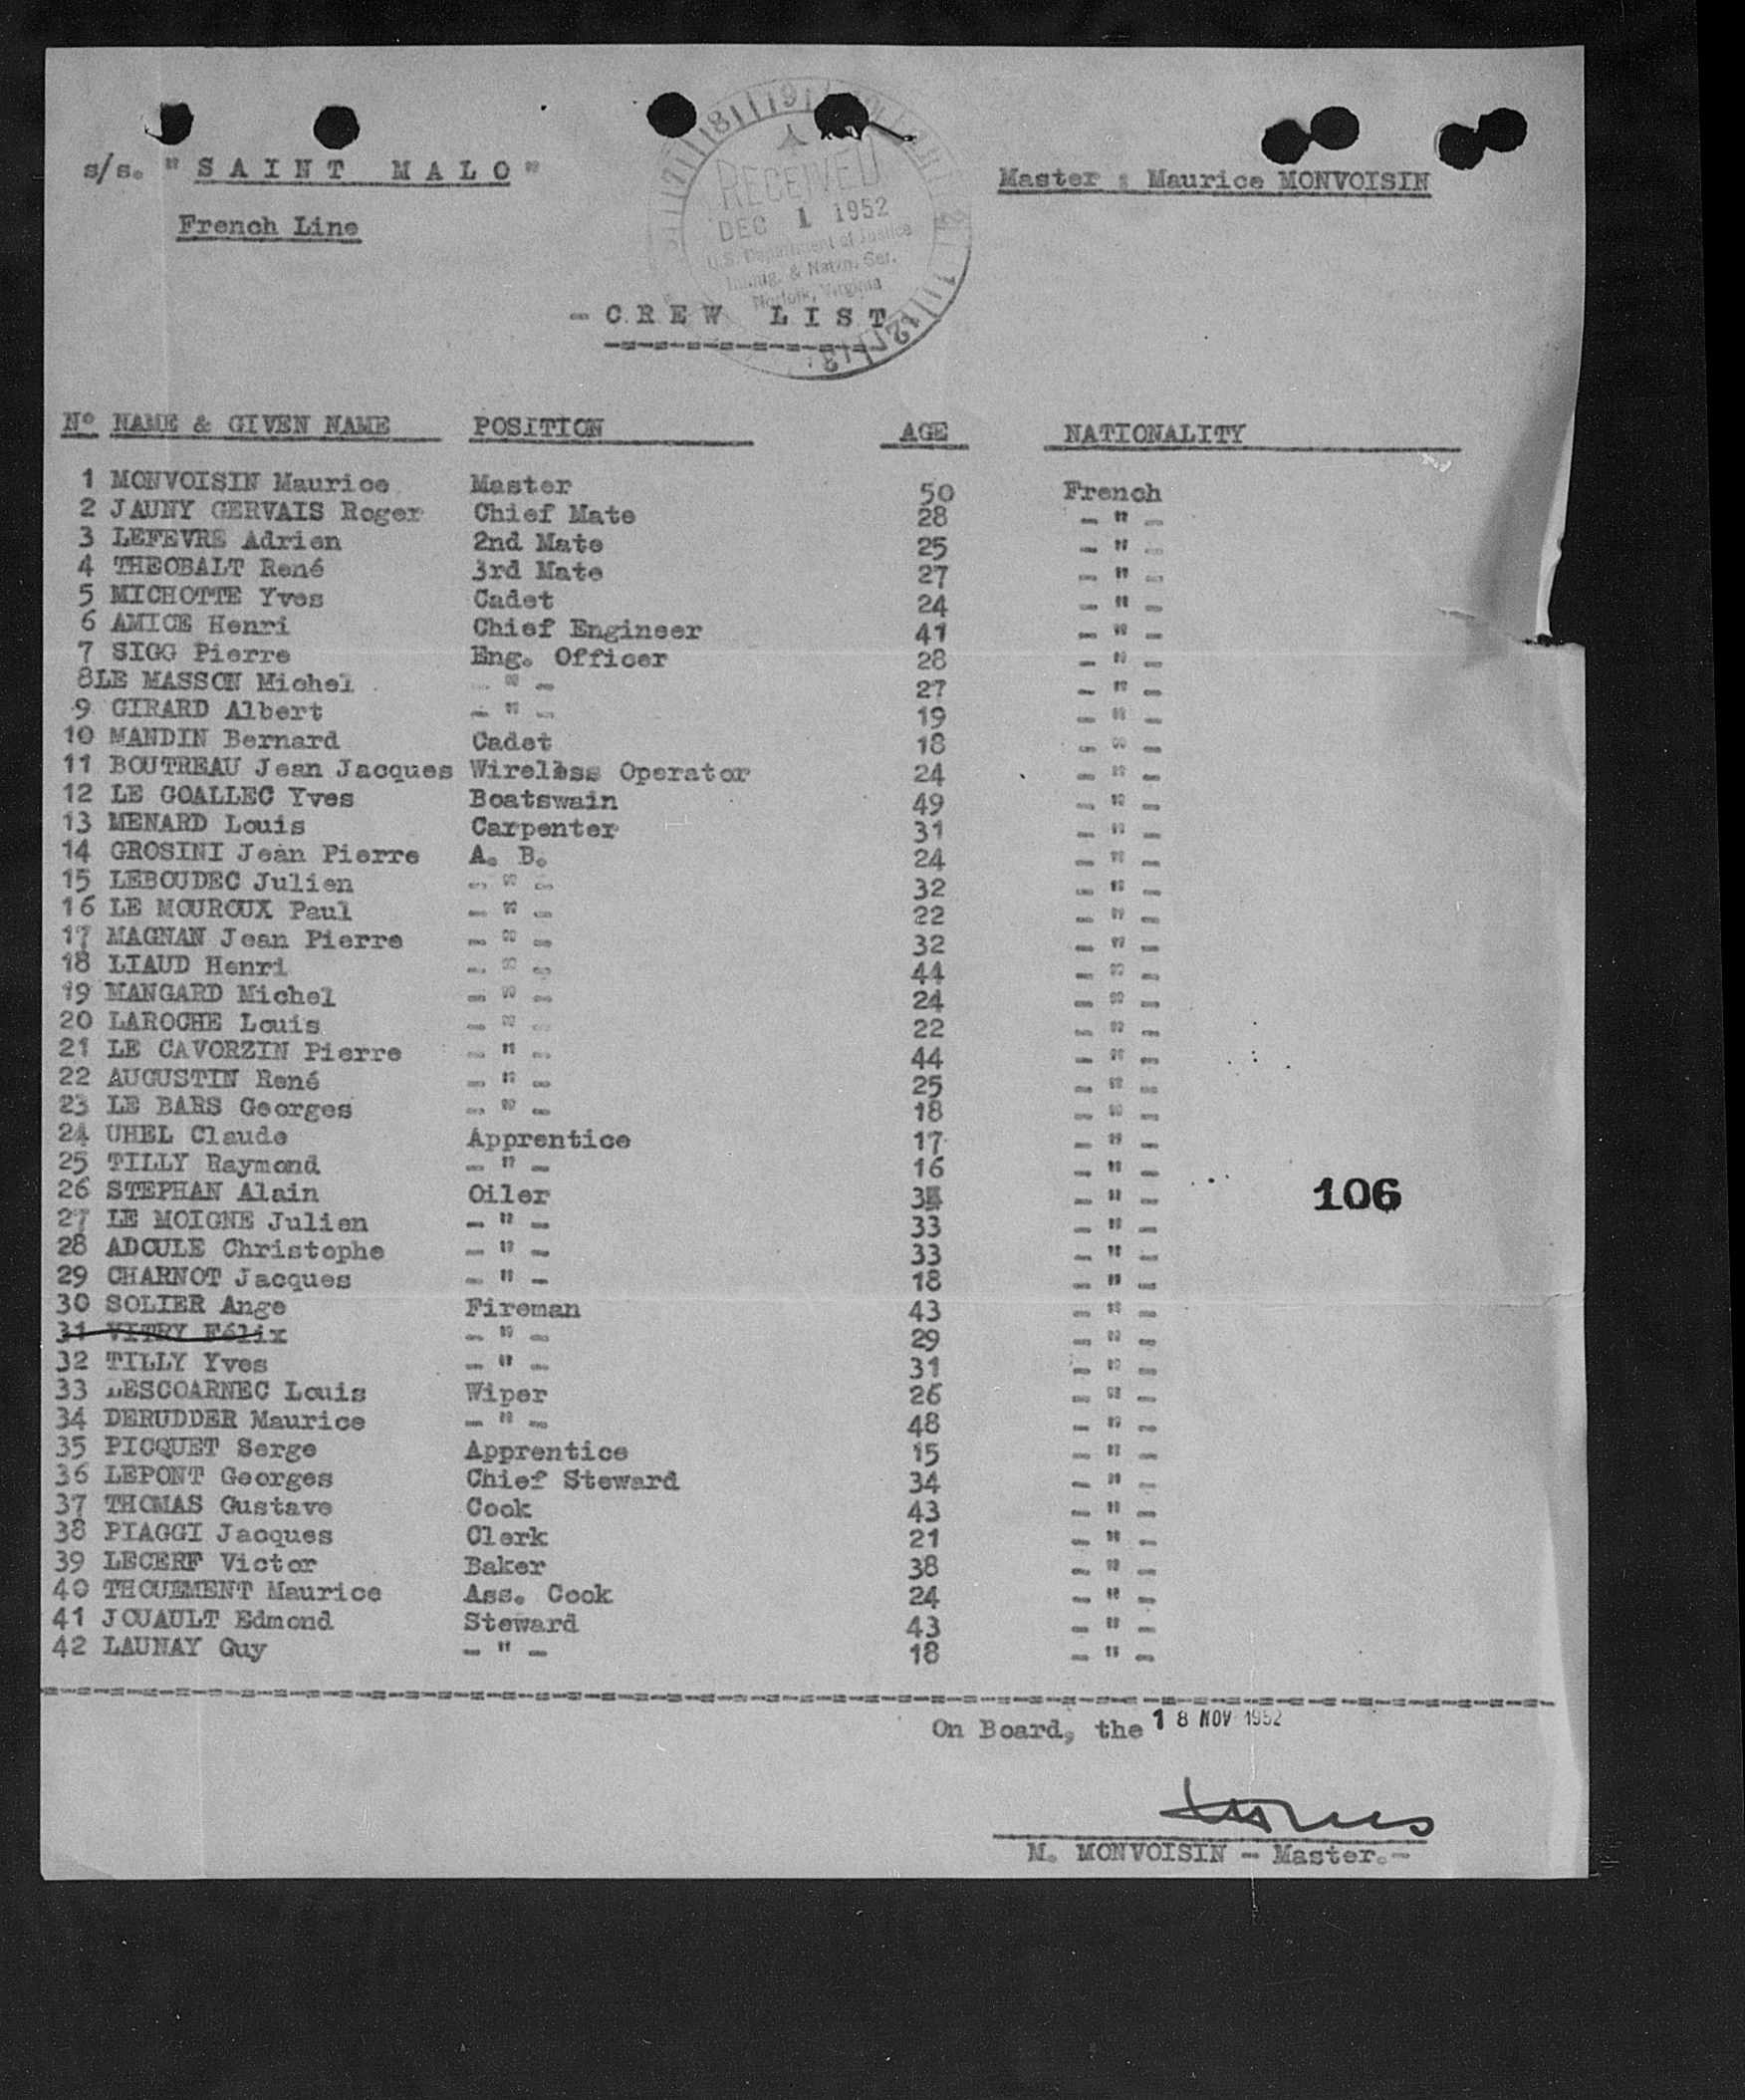 s/s. "SAINT MALO"
Master : Maurice MONVOISIN
French Line
RECEIVED
DEC 1 1952
U.S. Department of Justice
Immig. & Natzn. Ser.
Norfolk, Virginia
- CREW LIST
N° NAME & GIVEN NAME POSITION AGE NATIONALITY
1 MONVOISIN Maurice Master 50 French
2 JAUNY GERVAIS Roger Chief Mate 28 - " -
3 LEFEVRE Adrien 2nd Mate 25 - " -
4 THEOBALT René 3rd Mate 27 - " -
5 MICHOTTE Yves Cadet 24 - " -
6 AMICE Henri Chief Engineer 41 - " -
7 SIGG Pierre Eng. Officer 28 - " -
8LE MASSON Michel - " - 27 - " -
9 GIRARD Albert - " - 19 - " -
10 MANDIN Bernard Cadet 18 - " -
11 BOUTREAU Jean Jacques Wireless Operator 24 - " -
12 LE GOALLEC Yves Boatswain 49 - " -
13 MENARD Louis Carpenter 31 - " -
14 GROSINI Jean Pierre A. B. 24 - " -
15 LEBOUDEC Julien - " - 32 - " -
16 LE MOUROUX Paul - " - 22 - " -
17 MAGNAN Jean Pierre - " - 32 - " -
18 LIAUD Henri - " - 44 - " -
19 MANGARD Michel - " - 24 - " -
20 LAROCHE Louis - " - 22 - " -
21 LE CAVORZIN Pierre - " - 44 - " -
22 AUGUSTIN René - " - 25 - " -
23 LE BARS Georges - " - 18 - " -
24 UHEL Claude Apprentice 17 - " -
25 TILLY Raymond - " - 16 - " -
26 STEPHAN Alain Oiler - " -
106
27 LE MOIGNE Julien - " - 33 - " -
28 ADOULE Christophe - " - 33 - " -
29 CHARNOT Jacques - " - 18 - " -
30 SOLIER Ange Fireman 43 - " -
31 VITRY Félix - " - 29 - " -
32 TILLY Yves - " - 31 - " -
33 LESCOARNEC Louis Wiper 26 - " -
34 DERUDDER Maurice - " - 48 - " -
35 PICQUET Serge Apprentice 15 - " -
36 LEPONT Georges Chief Steward 34 - " -
37 THOMAS Gustave Cook 43 - " -
38 PIAGGI Jacques Clerk 21 - " -
39 LECERF Victor Baker 38 - " -
40 THOUEMENT Maurice Ass. Cook 24 - " -
41 JOUAULT Edmond Steward 43 - " -
42 LAUNAY Guy - " - 18 - " -
On Board, the 18 NOV 1952
M. MONVOISIN - Master.-